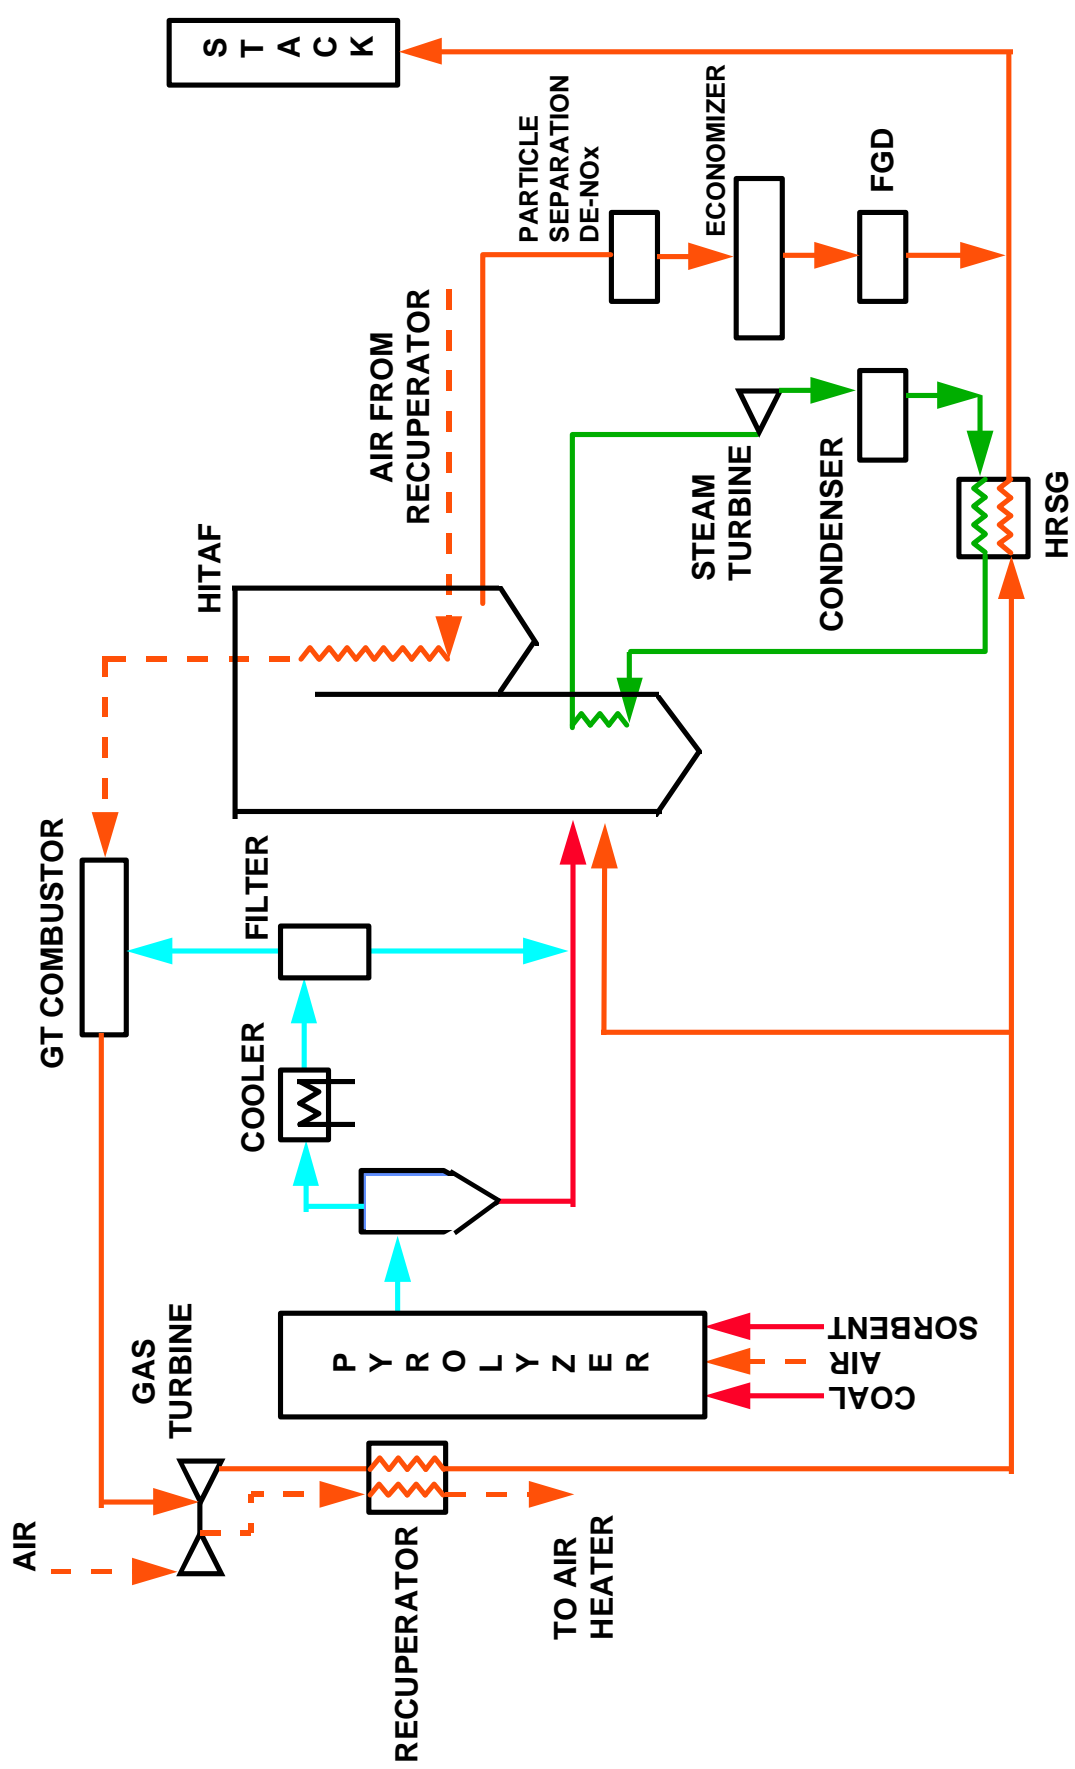 AIR
GAS
TURBINE
GT COMBUSTOR
RECUPERATOR
TO AIR
HEATER
PYROLYZER
COAL
AIR
SORBENT
COOLER
FILTER
HITAF
AIR FROM
RECUPERATOR
STEAM
TURBINE
CONDENSER
HRSG
PARTICLE
SEPARATION
DE-NOx
ECONOMIZER
FGD
STACK